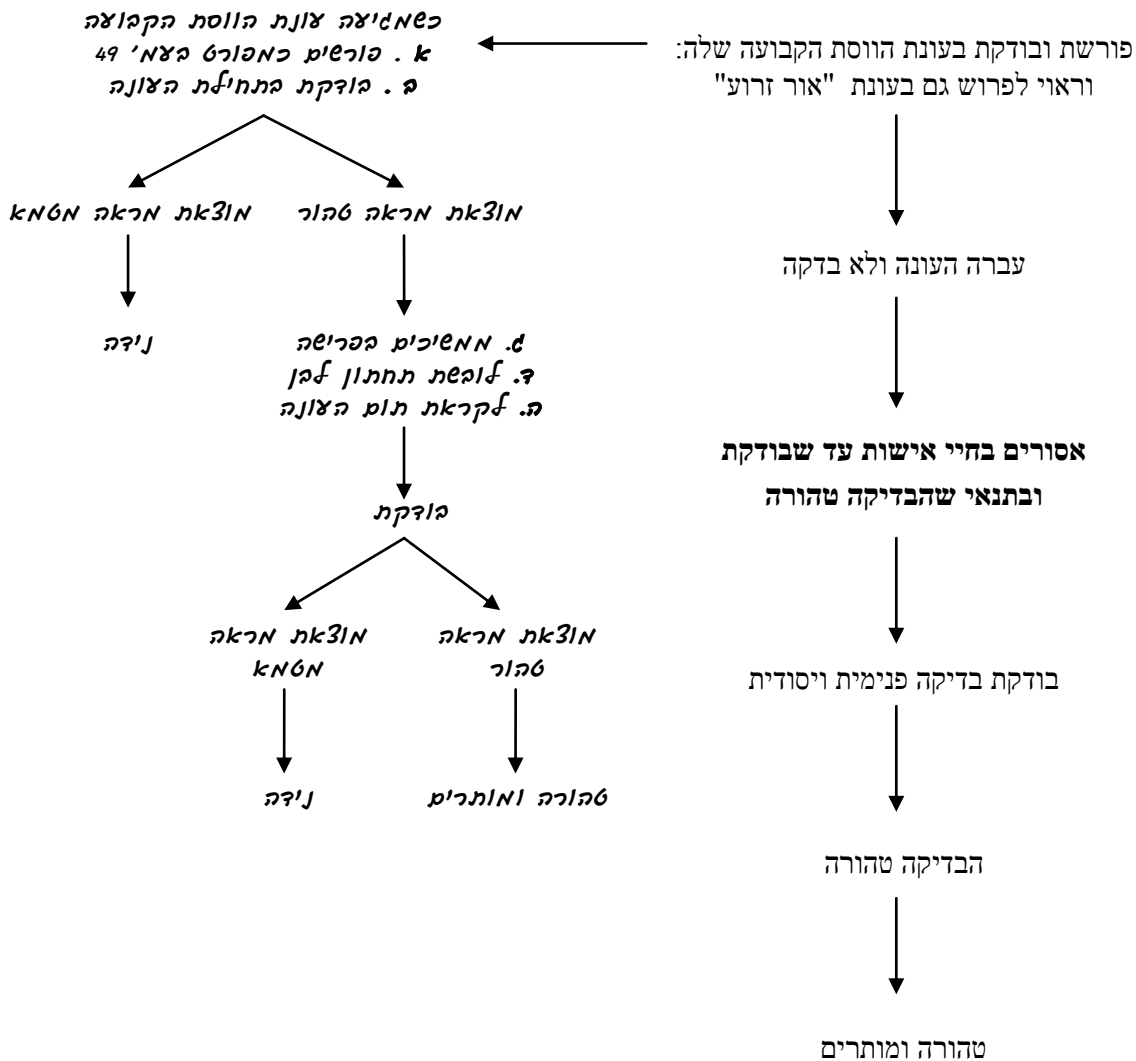 פורשת ובודקת בעונת הווסת הקבועה שלה:
וראוי לפרוש גם בעונת "אור זרוע"
עברה העונה ולא בדקה
אסורים בחיי אישות עד שבודקת
ובתנאי שהבדיקה טהורה
בודקת בדיקה פנימית ויסודית
הבדיקה טהורה
טהורה ומותרים
כשמגיעה עונת הווסת הקבועה
א. פורשים כמפורט בעמ' 49
ב. בודקת בתחילת העונה
מוצאת מראה טהור
מוצאת מראה מטמא
נידה
ג. ממשיכים בפרישה
ד. לובשת תחתון לבן
ה. לקראת תום העונה
בודקת
מוצאת מראה
טהור
מוצאת מראה
מטמא
טהורה ומותרים
נידה